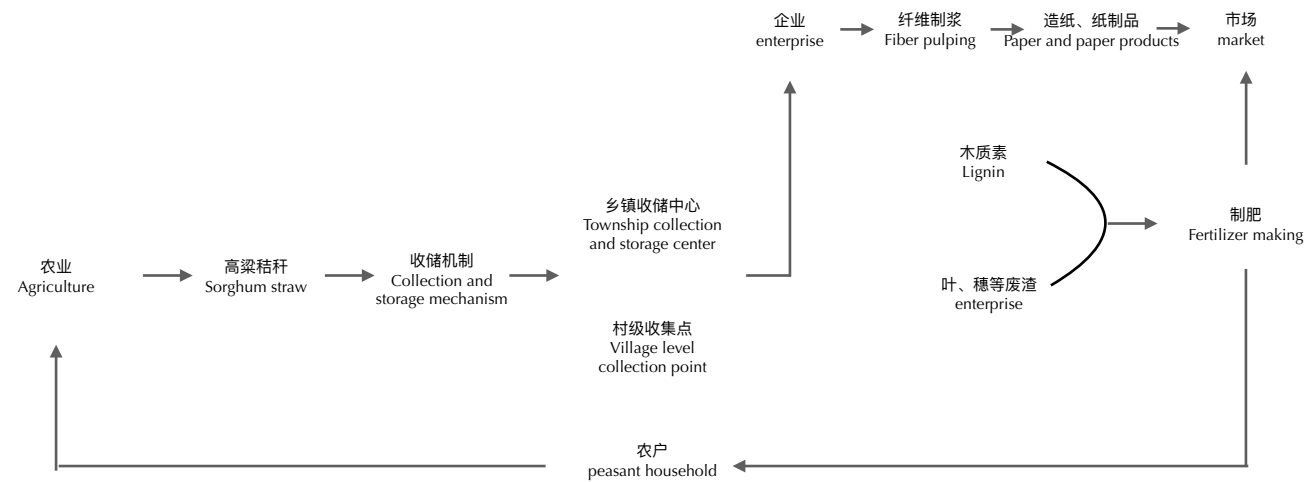 企业
enterprise
纤维制浆
Fiber pulping
造纸、纸制品
Paper and paper products
市场
market
木质素
Lignin
乡镇收储中心
Township collection
and storage center
制肥
Fertilizer making
农业
Agriculture
高粱秸秆
Sorghum straw
收储机制
Collection and
storage mechanism
叶、穗等废渣
enterprise
村级收集点
Village level
collection point
农户
peasant household